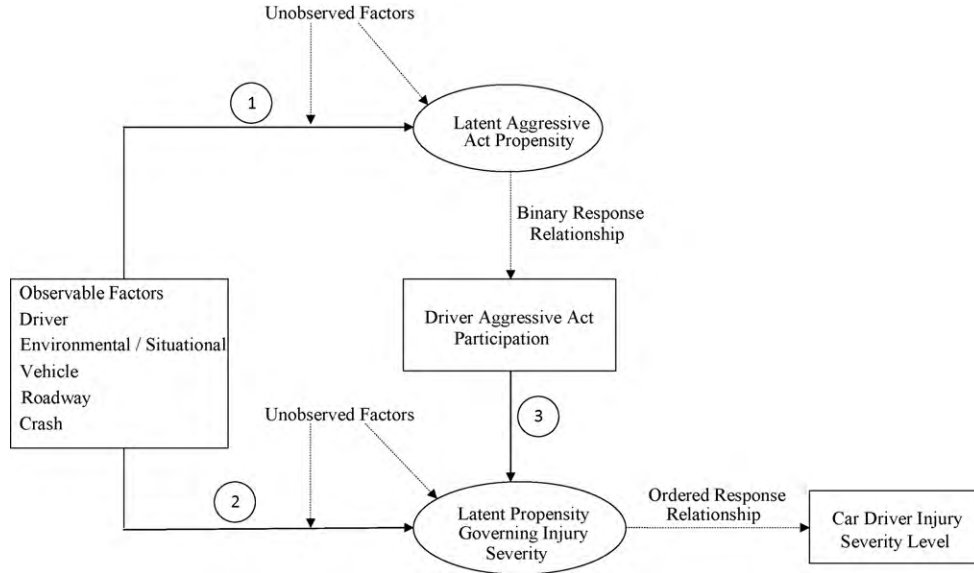 Unobserved Factors
1
Latent Aggressive
Act Propensity
Binary Response
Relationship
Observable Factors
Driver
Environmental / Situational
Vehicle
Roadway
Crash
Driver Aggressive Act
Participation
Unobserved Factors
3
2
Latent Propensity
Governing Injury
Severity
Ordered Response
Relationship
Car Driver Injury
Severity Level